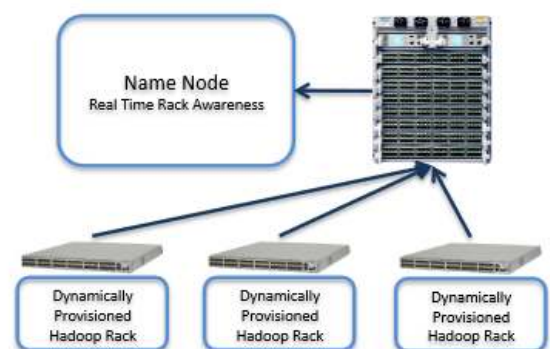 Name Node
Real Time Rack Awareness
Dynamically
Provisioned
Hadoop Rack
Dynamically
Provisioned
Hadoop Rack
Dynamically
Provisioned
Hadoop Rack